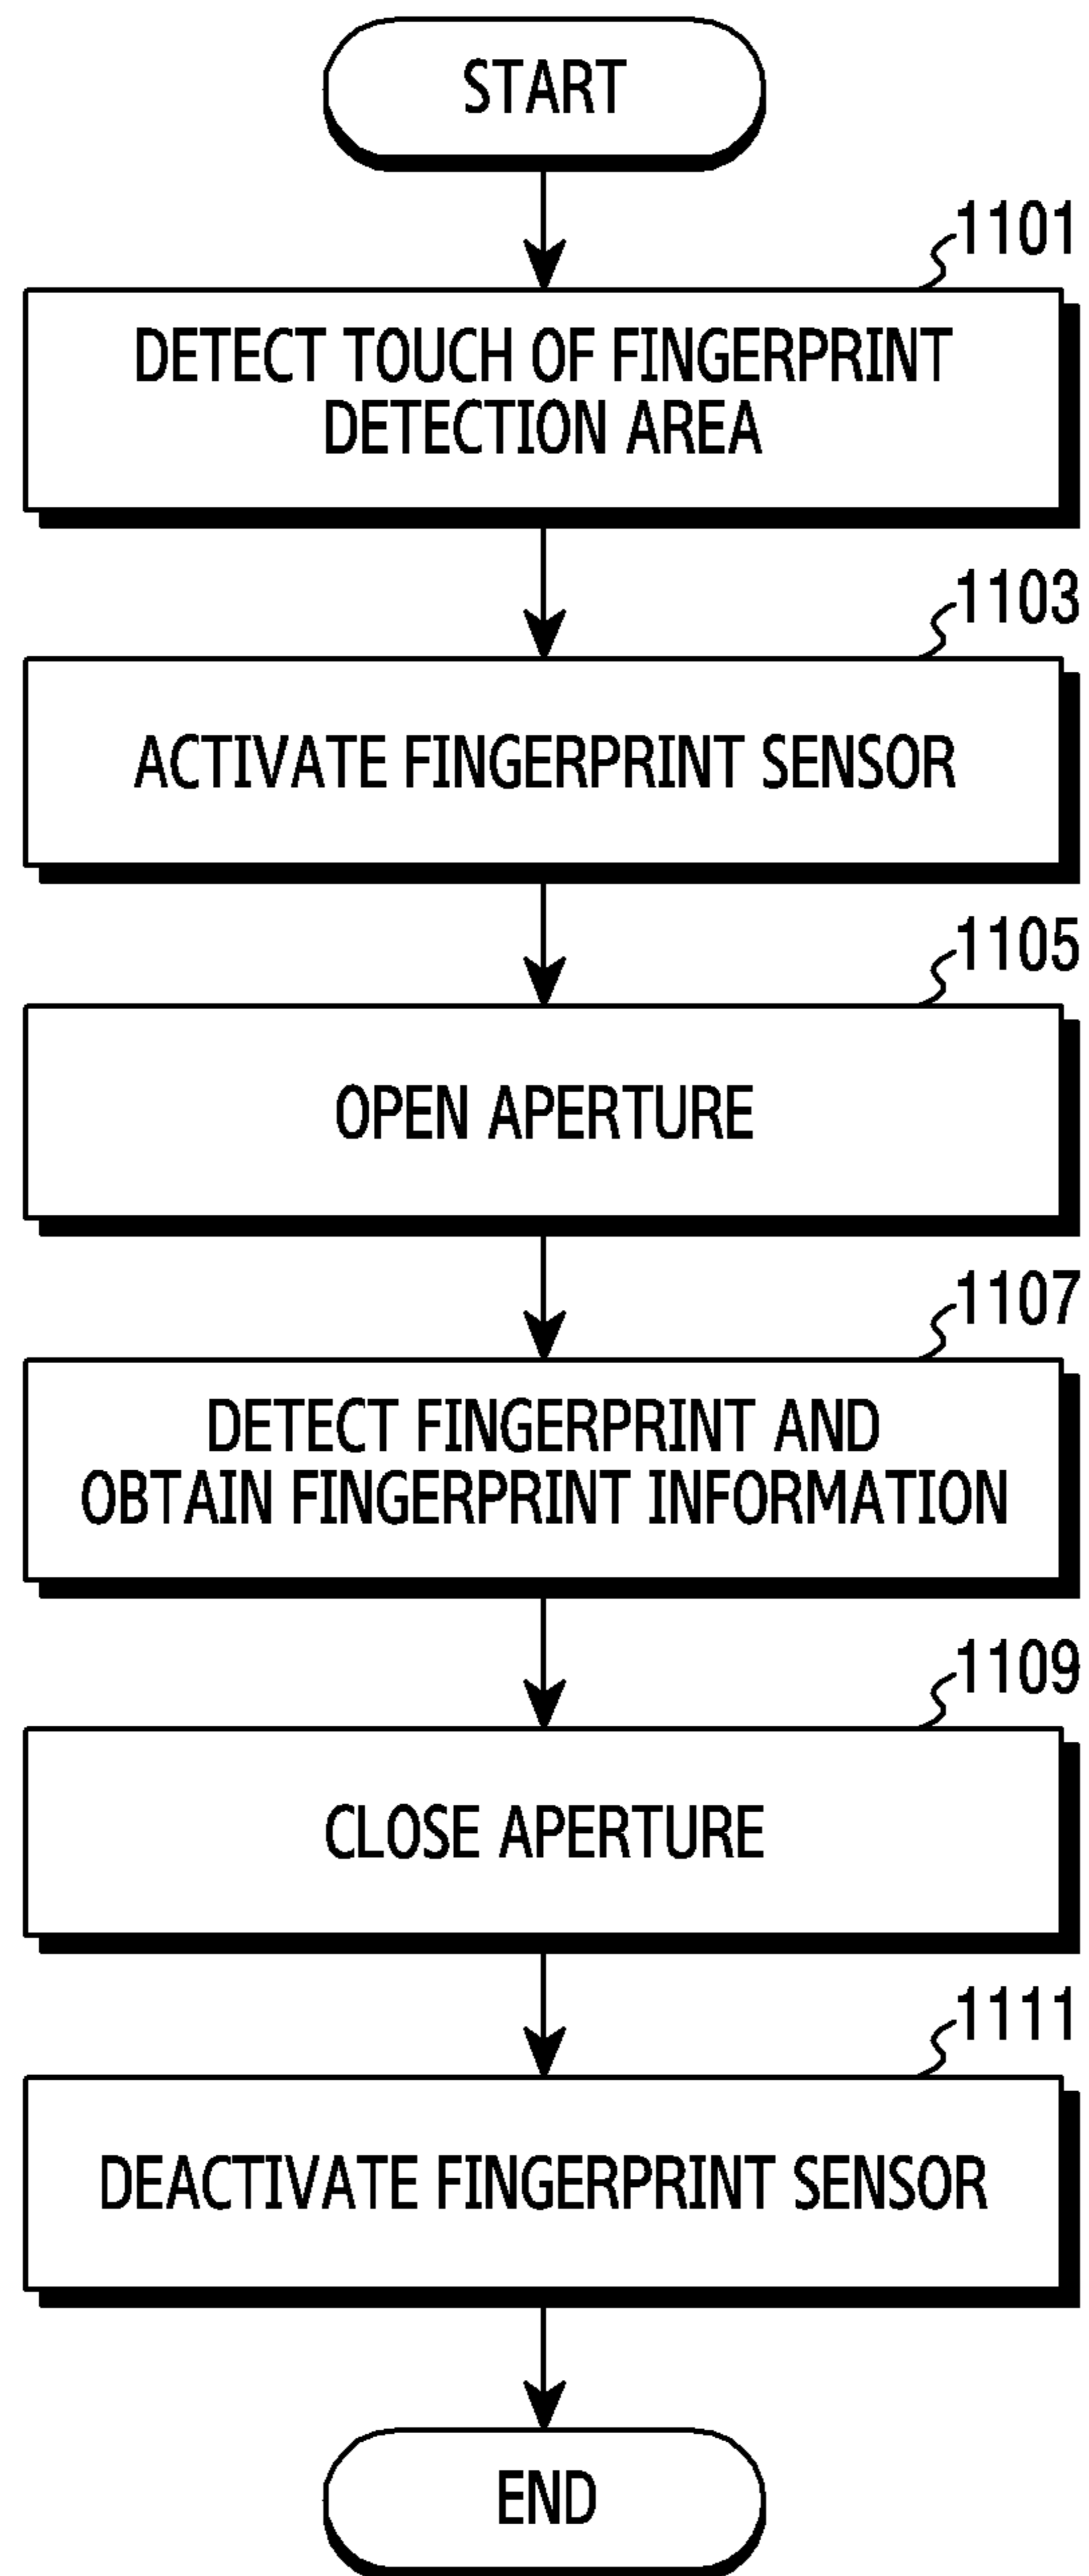 START
1101
DETECT TOUCH OF FINGERPRINT
DETECTION AREA
1103
ACTIVATE FINGERPRINT SENSOR
1105
OPEN APERTURE
1107
DETECT FINGERPRINT AND
OBTAIN FINGERPRINT INFORMATION
1109
CLOSE APERTURE
1111
DEACTIVATE FINGERPRINT SENSOR
END